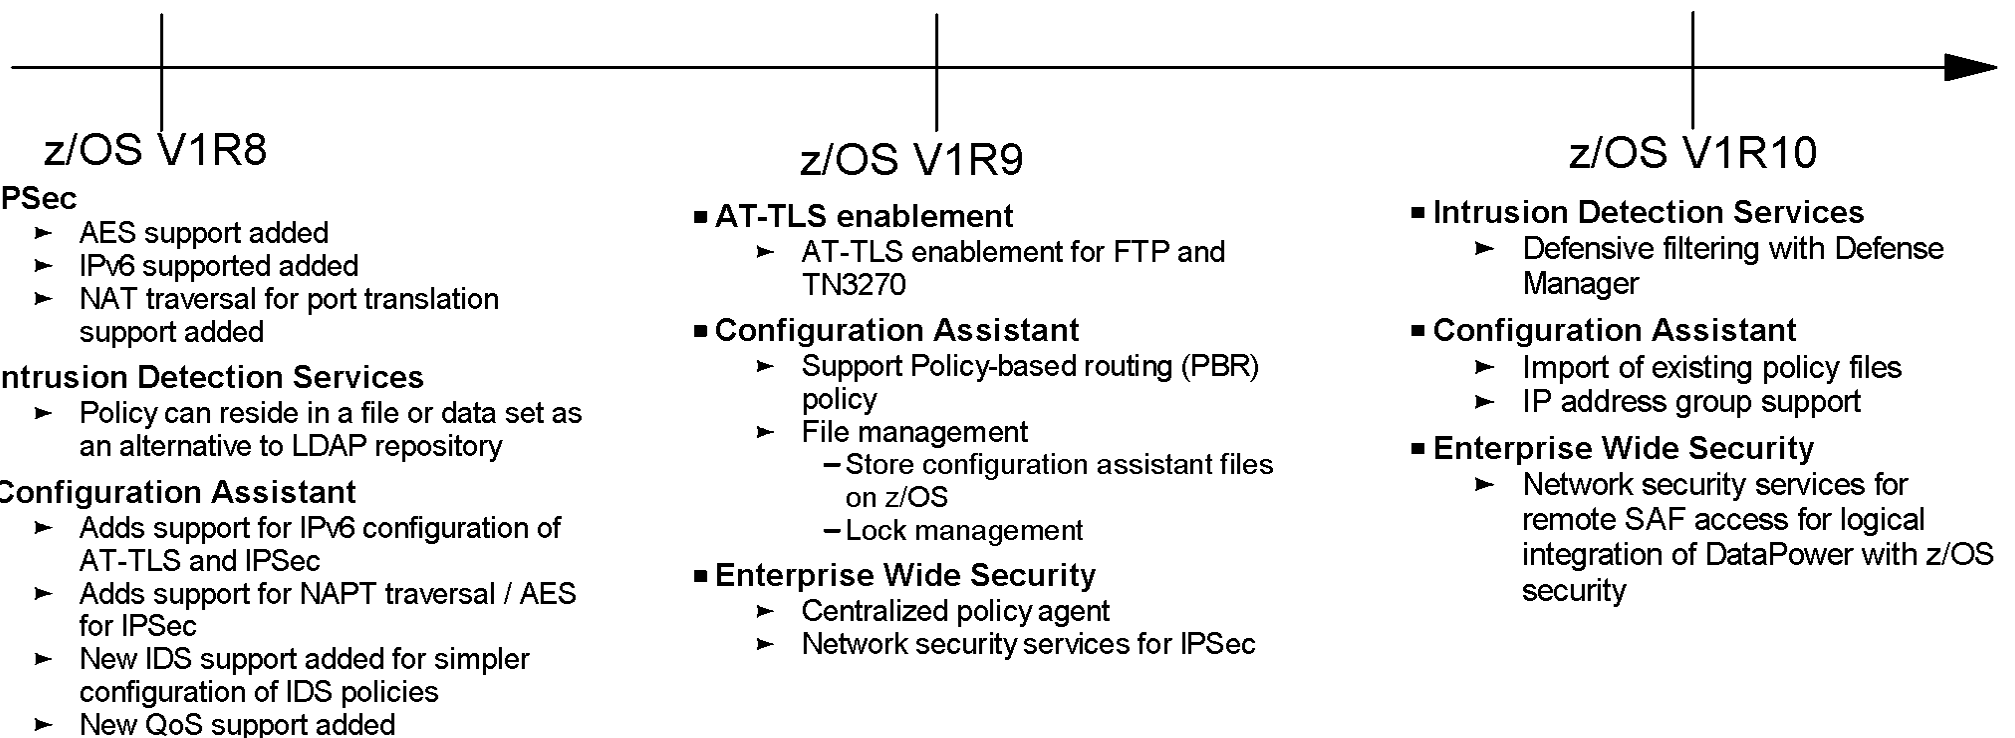 z/OS V1R8
PSec
► AES support added
► IPv6 supported added
► NAT traversal for port translation
support added
ntrusion Detection Services
► Policy can reside in a file or data set as
an alternative to LDAP repository
Configuration Assistant
► Adds support for IPv6 configuration of
AT-TLS and IPSec
► Adds support for NAPT traversal / AES
for IPSec
► New IDS support added for simpler
configuration of IDS policies
► New QoS support added
z/OS V1R9
▪ AT-TLS enablement
► AT-TLS enablement for FTP and
TN3270
▪ Configuration Assistant
► Support Policy-based routing (PBR)
policy
► File management
– Store configuration assistant files
on z/OS
– Lock management
▪ Enterprise Wide Security
► Centralized policy agent
► Network security services for IPSec
z/OS V1R10
▪ Intrusion Detection Services
► Defensive filtering with Defense
Manager
▪ Configuration Assistant
► Import of existing policy files
► IP address group support
▪ Enterprise Wide Security
► Network security services for
remote SAF access for logical
integration of DataPower with z/OS
security